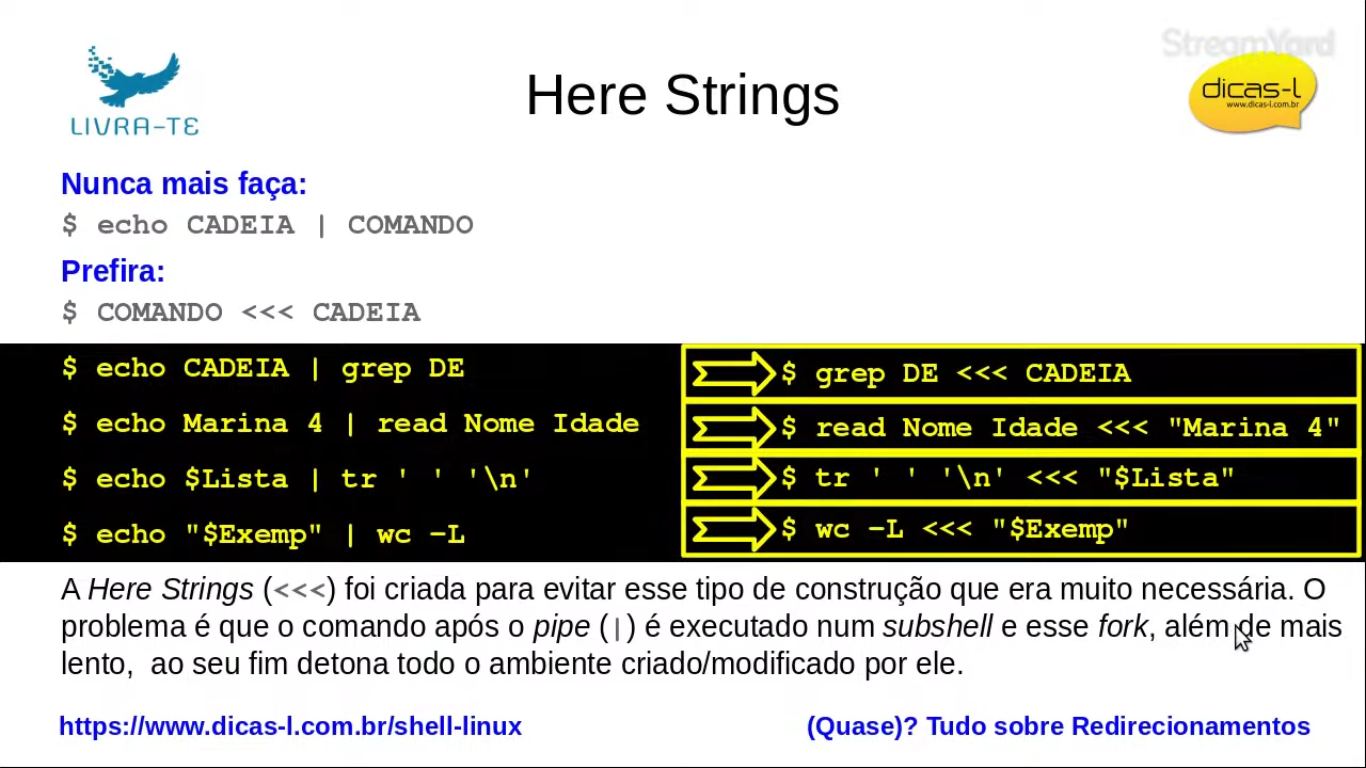 StreamYard
LIVRA-TE
Here Strings
dicas-l
www.dicas-l.com.br
Nunca mais faça:
$ echo CADEIA | COMANDO
Prefira:
$ COMANDO <<< CADEIA
$ echo CADEIA | grep DE
$ grep DE <<< CADEIA
$ echo Marina 4 | read Nome Idade
$ read Nome Idade <<< "Marina 4"
$ echo $Lista | tr ' ' '\n'
$ tr ' ' '\n' <<< "$Lista"
$ echo "$Exemp" | wc –L
$ wc –L <<< "$Exemp"
A Here Strings (<<<) foi criada para evitar esse tipo de construção que era muito necessária. O
problema é que o comando após o pipe (|) é executado num subshell e esse fork, além de mais
lento, ao seu fim detona todo o ambiente criado/modificado por ele.
https://www.dicas-l.com.br/shell-linux
(Quase)? Tudo sobre Redirecionamentos